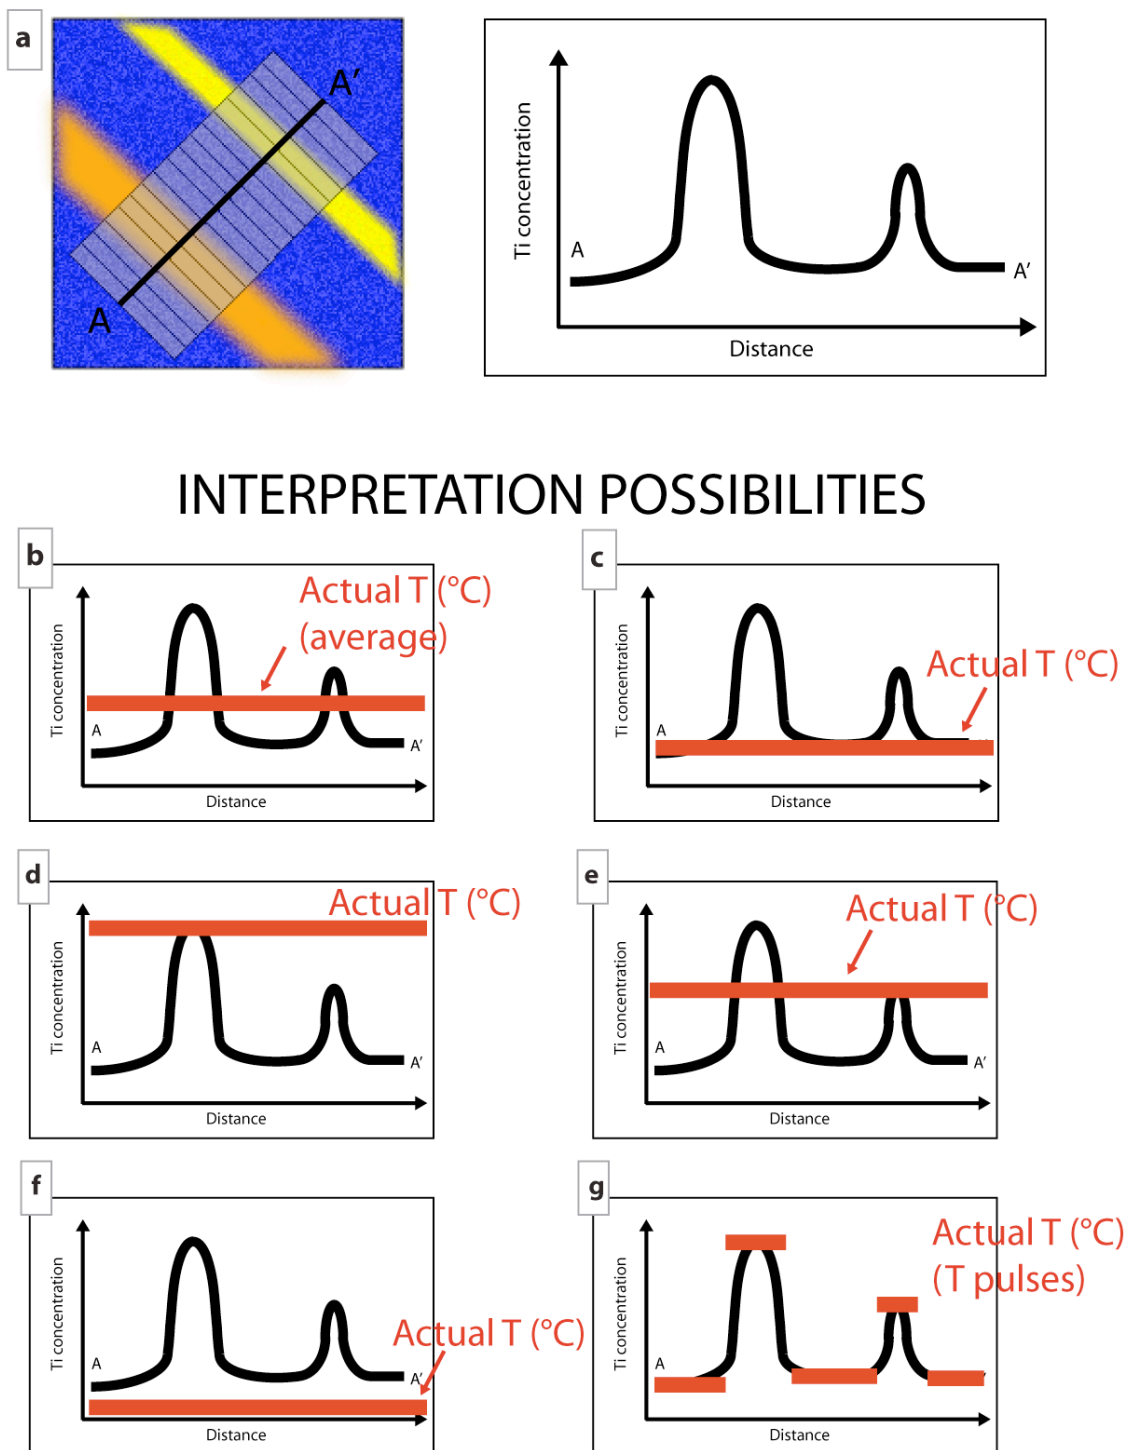 a
A'
A
Ti concentration
A
A'
Distance
INTERPRETATION POSSIBILITIES
b
Actual T (°C)
(average)
Ti concentration
A
A'
Distance
c
Actual T (°C)
Ti concentration
A
Distance
d
Actual T (°C)
Ti concentration
A
A'
Distance
e
Actual T (°C)
Ti concentration
A
A'
Distance
f
Actual T (°C)
Ti concentration
A
A'
Distance
g
Actual T (°C)
(T pulses)
Ti concentration
A
Distance